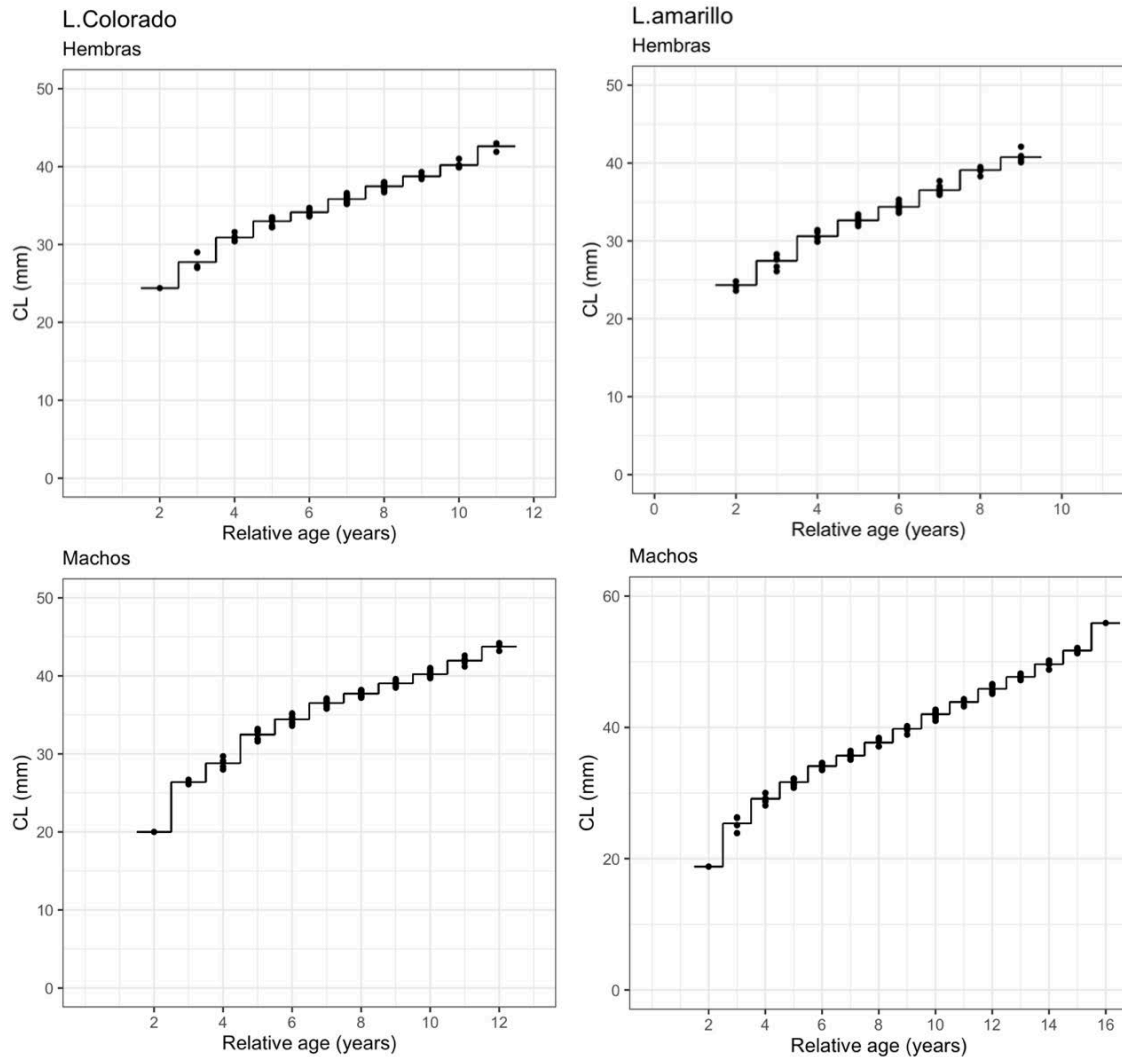 L.Colorado
Hembras
50
40
30
20
10
0
CL (mm)
2 4 6 8 10 12
Relative age (years)
L.amarillo
Hembras
50
40
30
20
10
0
CL (mm)
0 2 4 6 8 10
Relative age (years)
Machos
50
40
30
20
10
0
CL (mm)
2 4 6 8 10 12
Relative age (years)
Machos
60
40
20
0
CL (mm)
2 4 6 8 10 12 14 16
Relative age (years)